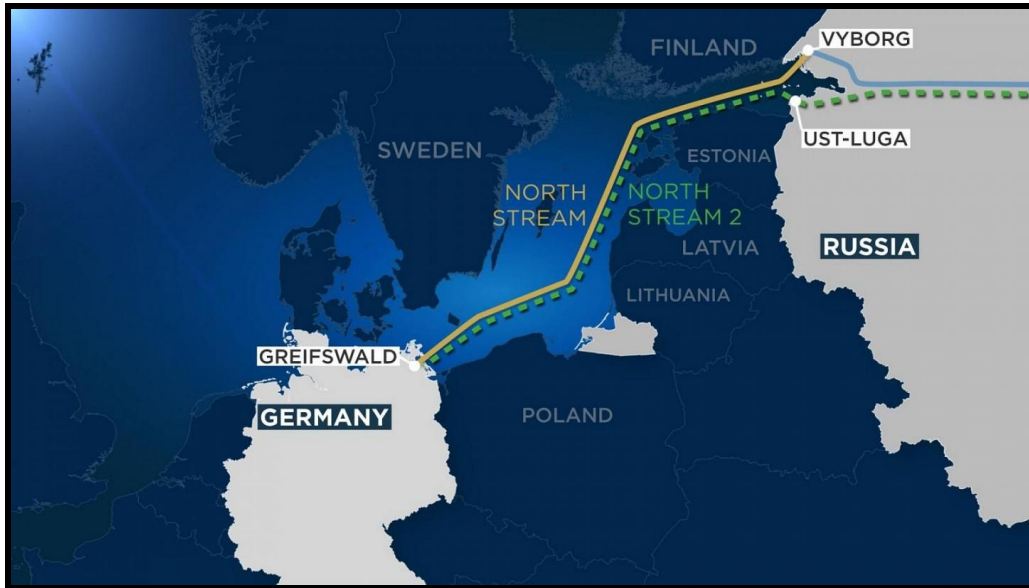 FINLAND
VYBORG
UST-LUGA
SWEDEN
ESTONIA
NORTH
STREAM
NORTH
STREAM 2
LATVIA
RUSSIA
LITHUANIA
GREIFSWALD
GERMANY
POLAND